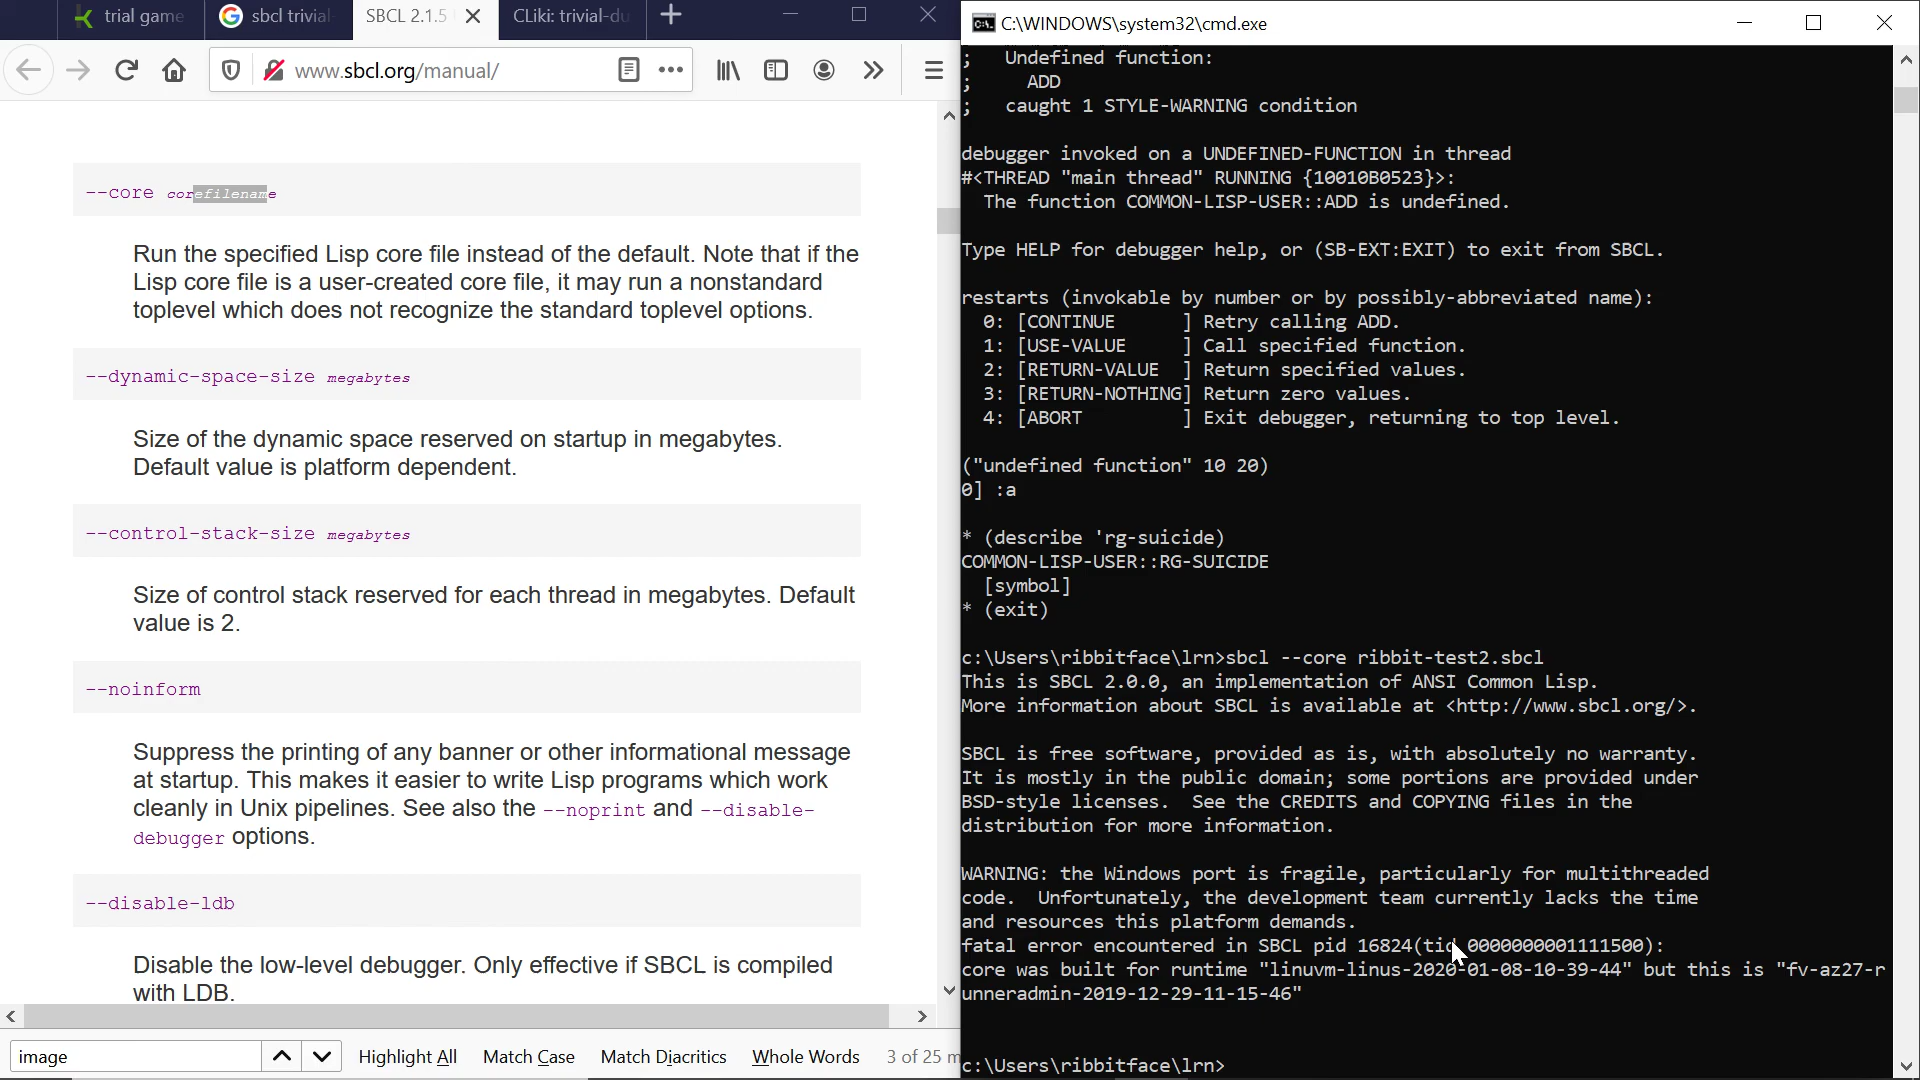 trial game
sbcl trivial
SBCL 2.1.5
CLiki: trivial-du
www.sbcl.org/manual/
--core corefilename
Run the specified Lisp core file instead of the default. Note that if the
Lisp core file is a user-created core file, it may run a nonstandard
toplevel which does not recognize the standard toplevel options.
--dynamic-space-size megabytes
Size of the dynamic space reserved on startup in megabytes.
Default value is platform dependent.
--control-stack-size megabytes
Size of control stack reserved for each thread in megabytes. Default
value is 2.
--noinform
Suppress the printing of any banner or other informational message
at startup. This makes it easier to write Lisp programs which work
cleanly in Unix pipelines. See also the --noprint and --disable-
debugger options.
--disable-ldb
Disable the low-level debugger. Only effective if SBCL is compiled
with LDB.
image
Highlight All
Match Case
Match Diacritics
Whole Words
3 of 25 m
C:\WINDOWS\system32\cmd.exe
;   Undefined function:
;     ADD
;   caught 1 STYLE-WARNING condition
debugger invoked on a UNDEFINED-FUNCTION in thread
#<THREAD "main thread" RUNNING {10010B0523}>:
  The function COMMON-LISP-USER::ADD is undefined.
Type HELP for debugger help, or (SB-EXT:EXIT) to exit from SBCL.
restarts (invokable by number or by possibly-abbreviated name):
  0: [CONTINUE      ] Retry calling ADD.
  1: [USE-VALUE     ] Call specified function.
  2: [RETURN-VALUE  ] Return specified values.
  3: [RETURN-NOTHING] Return zero values.
  4: [ABORT         ] Exit debugger, returning to top level.
("undefined function" 10 20)
0] :a
* (describe 'rg-suicide)
COMMON-LISP-USER::RG-SUICIDE
  [symbol]
* (exit)
c:\Users\ribbitface\lrn>sbcl --core ribbit-test2.sbcl
This is SBCL 2.0.0, an implementation of ANSI Common Lisp.
More information about SBCL is available at <http://www.sbcl.org/>.
SBCL is free software, provided as is, with absolutely no warranty.
It is mostly in the public domain; some portions are provided under
BSD-style licenses.  See the CREDITS and COPYING files in the
distribution for more information.
WARNING: the Windows port is fragile, particularly for multithreaded
code.  Unfortunately, the development team currently lacks the time
and resources this platform demands.
fatal error encountered in SBCL pid 16824(tid 0000000001111500):
core was built for runtime "linuvm-linus-2020-01-08-10-39-44" but this is "fv-az27-r
unneradmin-2019-12-29-11-15-46"
c:\Users\ribbitface\lrn>